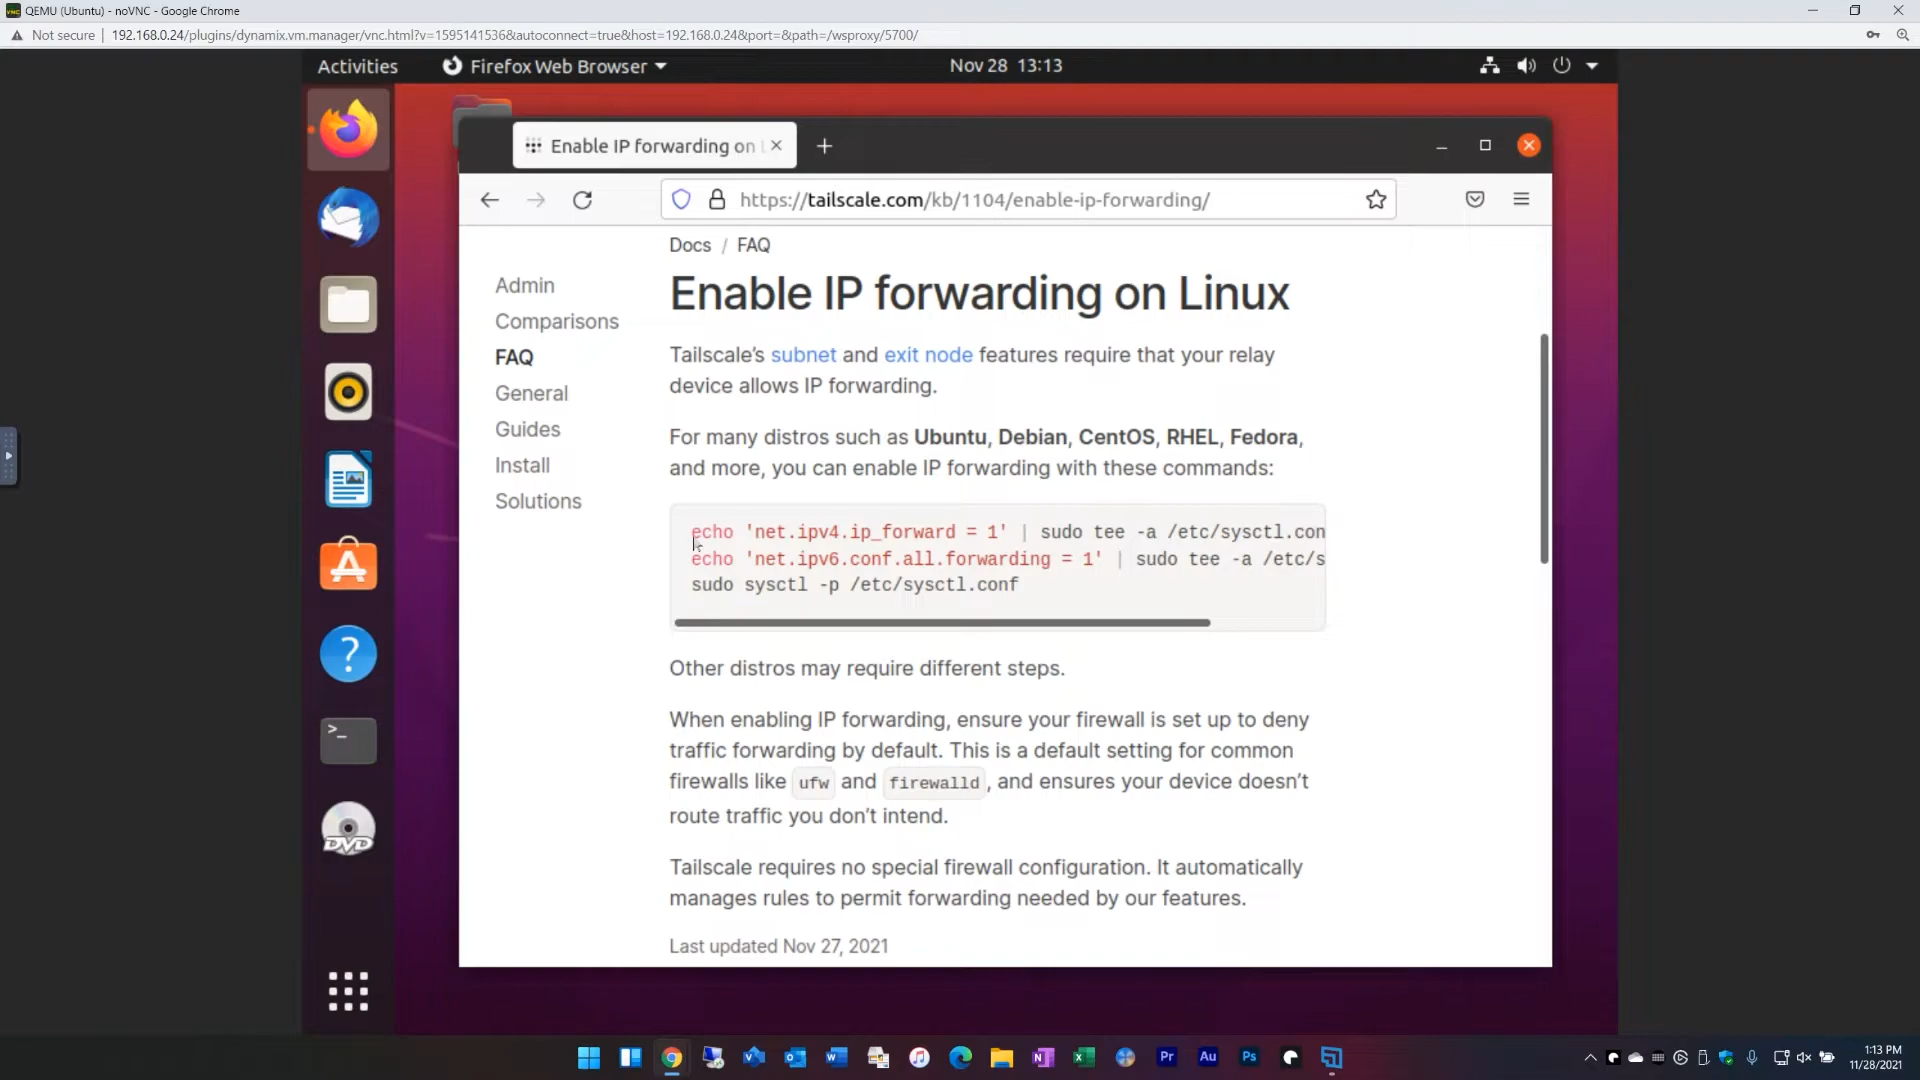 QEMU (Ubuntu) - noVNC - Google Chrome
Not secure | 192.168.0.24/plugins/dynamix.vm.manager/vnc.html?v=1595141536&autoconnect=true&host=192.168.0.24&port=&path=/wsproxy/5700/
Activities Firefox Web Browser Nov 28 13:13
Enable IP forwarding on
https://tailscale.com/kb/1104/enable-ip-forwarding/
Docs / FAQ
Admin
Comparisons
FAQ
General
Guides
Install
Solutions
Enable IP forwarding on Linux
Tailscale’s subnet and exit node features require that your relay
device allows IP forwarding.
For many distros such as Ubuntu, Debian, CentOS, RHEL, Fedora,
and more, you can enable IP forwarding with these commands:
echo 'net.ipv4.ip_forward = 1' | sudo tee -a /etc/sysctl.con
echo 'net.ipv6.conf.all.forwarding = 1' | sudo tee -a /etc/s
sudo sysctl -p /etc/sysctl.conf
Other distros may require different steps.
When enabling IP forwarding, ensure your firewall is set up to deny
traffic forwarding by default. This is a default setting for common
firewalls like ufw and firewalld, and ensures your device doesn’t
route traffic you don’t intend.
Tailscale requires no special firewall configuration. It automatically
manages rules to permit forwarding needed by our features.
Last updated Nov 27, 2021
DVD
Pr Au Ps
1:13 PM
11/28/2021